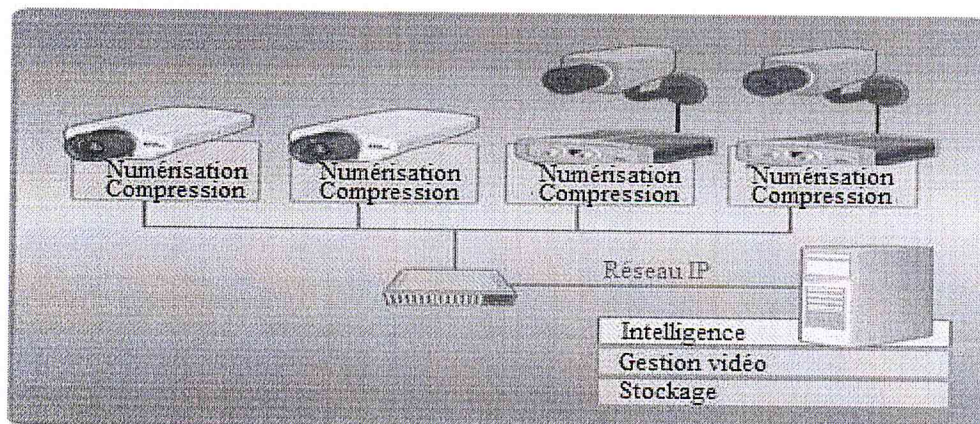 Numérisation
Compression
Numérisation
Compression
Numérisation
Compression
Numérisation
Compression
Réseau IP
Intelligence
Gestion vidéo
Stockage